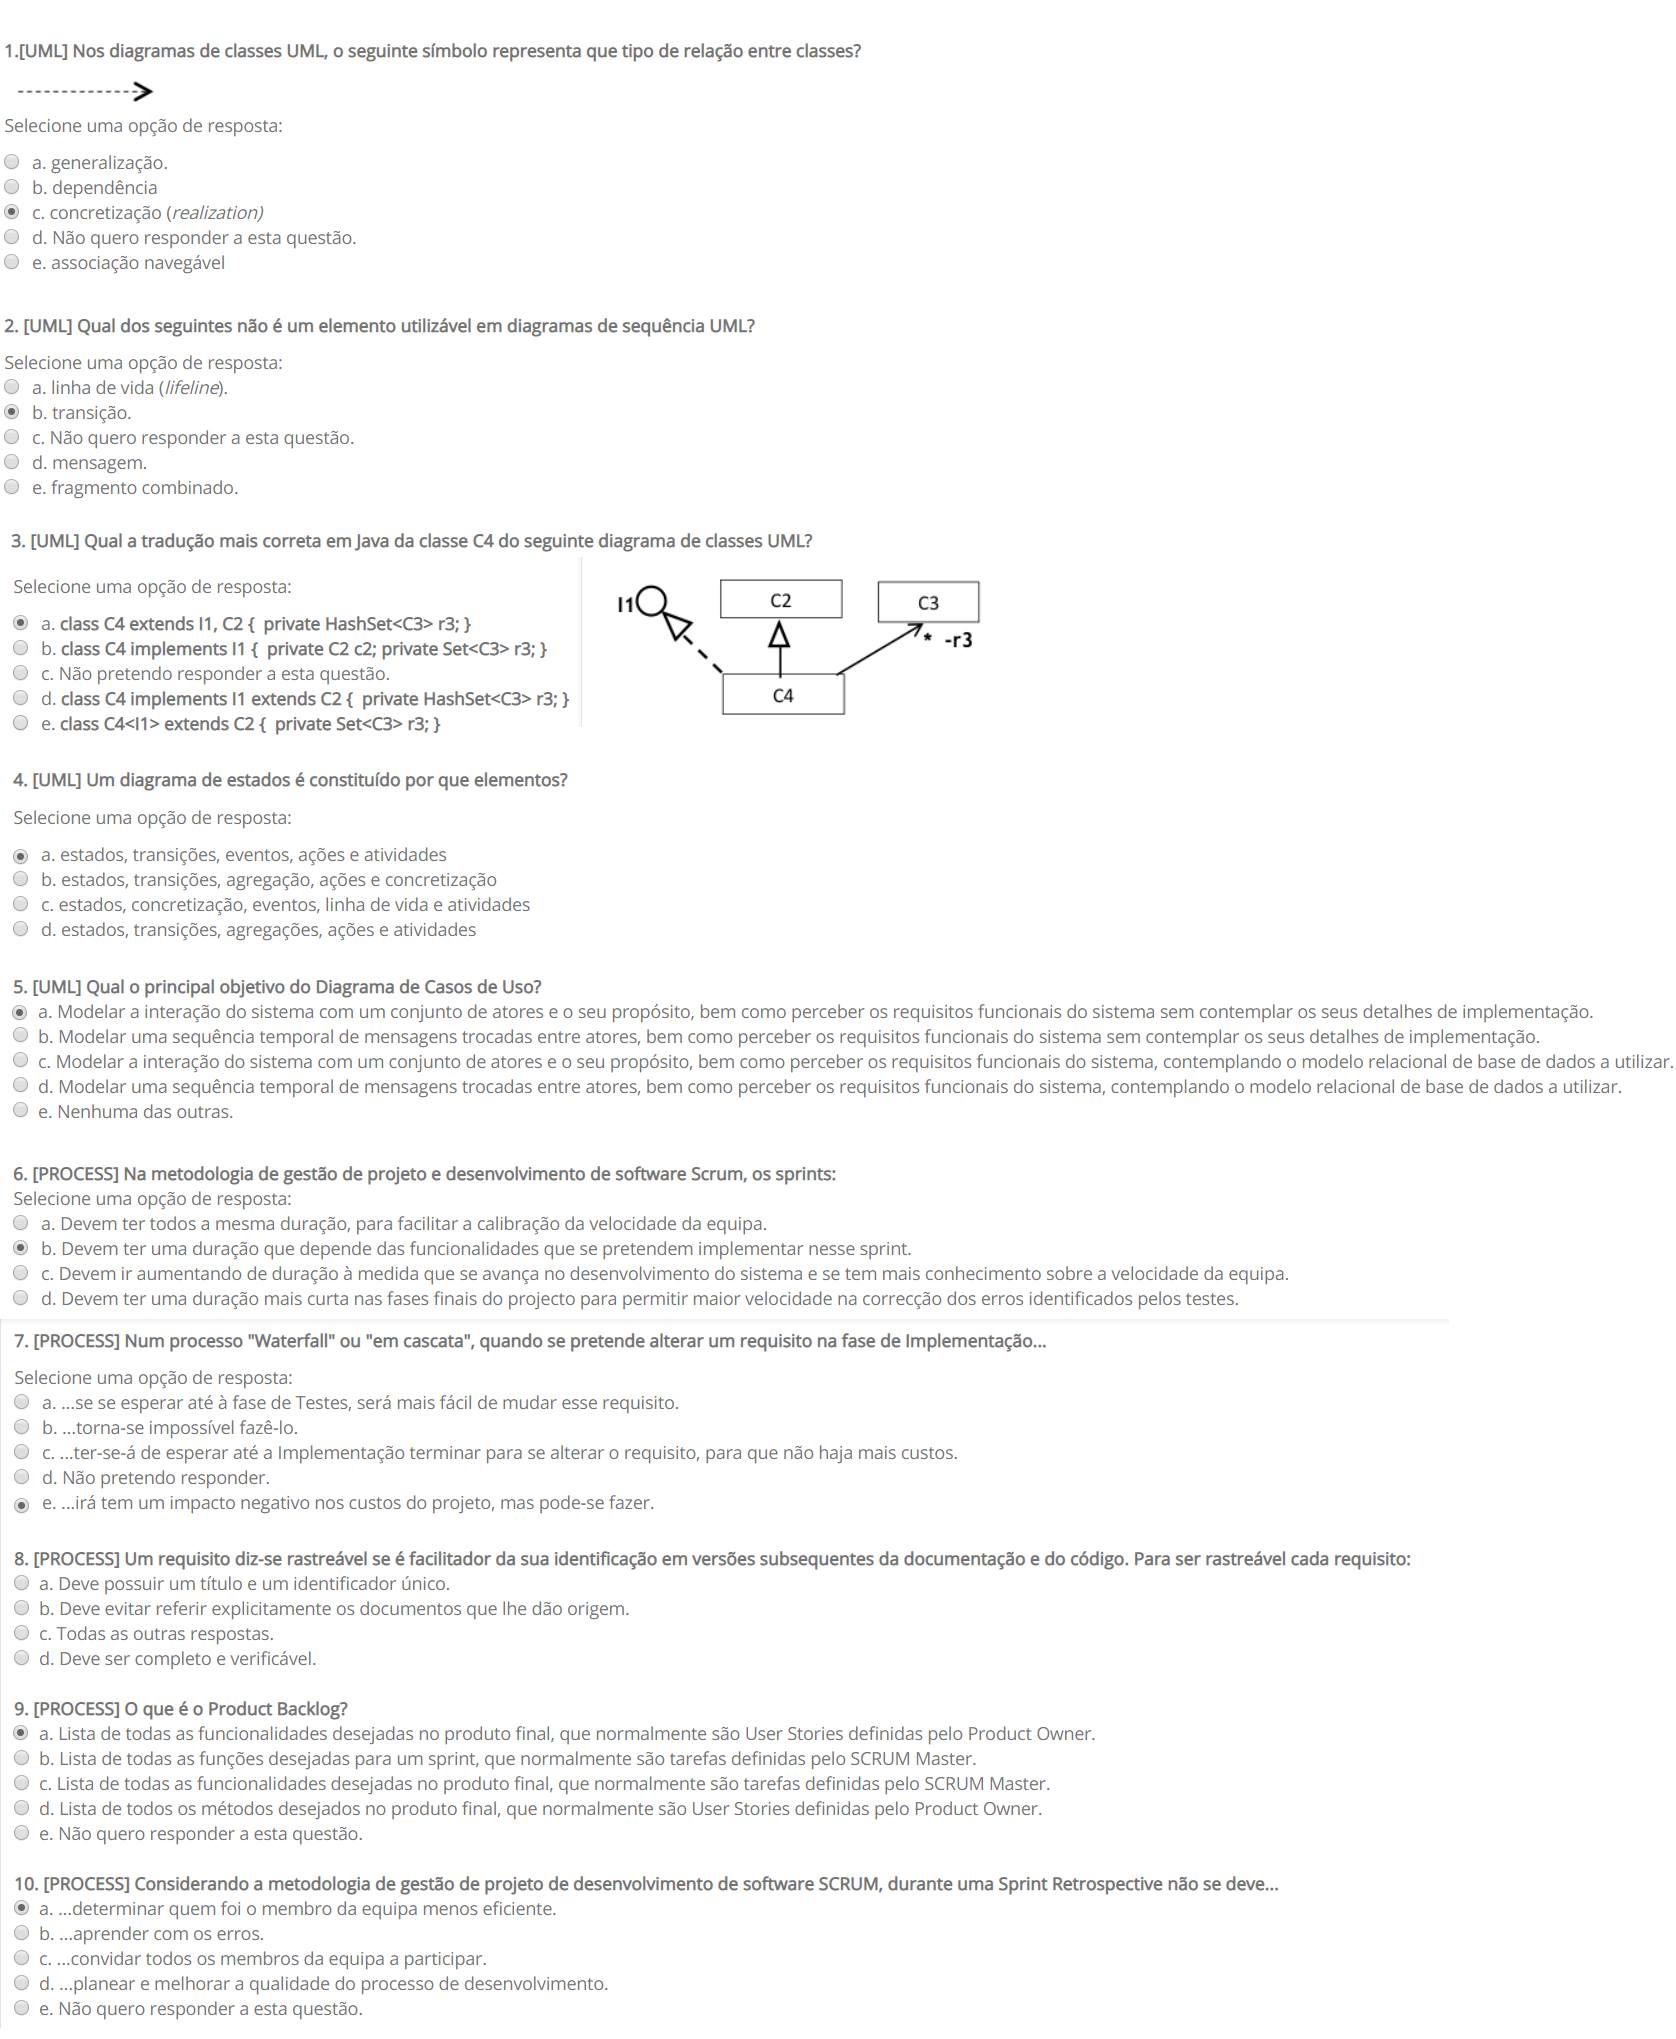 1.[UML] Nos diagramas de classes UML, o seguinte símbolo representa que tipo de relação entre classes?
Selecione uma opção de resposta:
a. generalização.
b. dependência
c. concretização (realization)
d. Não quero responder a esta questão.
e. associação navegável
2. [UML] Qual dos seguintes não é um elemento utilizável em diagramas de sequência UML?
Selecione uma opção de resposta:
a. linha de vida (lifeline).
b. transição.
c. Não quero responder a esta questão.
d. mensagem.
e. fragmento combinado.
3. [UML] Qual a tradução mais correta em Java da classe C4 do seguinte diagrama de classes UML?
Selecione uma opção de resposta:
a. class C4 extends I1, C2 { private HashSet<C3> r3; }
b. class C4 implements I1 { private C2 c2; private Set<C3> r3; }
c. Não pretendo responder a esta questão.
d. class C4 implements I1 extends C2 { private HashSet<C3> r3; }
e. class C4<I1> extends C2 { private Set<C3> r3; }
I1
C2
C3
* -r3
C4
4. [UML] Um diagrama de estados é constituído por que elementos?
Selecione uma opção de resposta:
a. estados, transições, eventos, ações e atividades
b. estados, transições, agregação, ações e concretização
c. estados, concretização, eventos, linha de vida e atividades
d. estados, transições, agregações, ações e atividades
5. [UML] Qual o principal objetivo do Diagrama de Casos de Uso?
a. Modelar a interação do sistema com um conjunto de atores e o seu propósito, bem como perceber os requisitos funcionais do sistema sem contemplar os seus detalhes de implementação.
b. Modelar uma sequência temporal de mensagens trocadas entre atores, bem como perceber os requisitos funcionais do sistema sem contemplar os seus detalhes de implementação.
c. Modelar a interação do sistema com um conjunto de atores e o seu propósito, bem como perceber os requisitos funcionais do sistema, contemplando o modelo relacional de base de dados a utilizar.
d. Modelar uma sequência temporal de mensagens trocadas entre atores, bem como perceber os requisitos funcionais do sistema, contemplando o modelo relacional de base de dados a utilizar.
e. Nenhuma das outras.
6. [PROCESS] Na metodologia de gestão de projeto e desenvolvimento de software Scrum, os sprints:
Selecione uma opção de resposta:
a. Devem ter todos a mesma duração, para facilitar a calibração da velocidade da equipa.
b. Devem ter uma duração que depende das funcionalidades que se pretendem implementar nesse sprint.
c. Devem ir aumentando de duração à medida que se avança no desenvolvimento do sistema e se tem mais conhecimento sobre a velocidade da equipa.
d. Devem ter uma duração mais curta nas fases finais do projecto para permitir maior velocidade na correcção dos erros identificados pelos testes.
7. [PROCESS] Num processo "Waterfall" ou "em cascata", quando se pretende alterar um requisito na fase de Implementação...
Selecione uma opção de resposta:
a. ...se se esperar até à fase de Testes, será mais fácil de mudar esse requisito.
b. ...torna-se impossível fazê-lo.
c. ...ter-se-á de esperar até a Implementação terminar para se alterar o requisito, para que não haja mais custos.
d. Não pretendo responder.
e. ...irá tem um impacto negativo nos custos do projeto, mas pode-se fazer.
8. [PROCESS] Um requisito diz-se rastreável se é facilitador da sua identificação em versões subsequentes da documentação e do código. Para ser rastreável cada requisito:
a. Deve possuir um título e um identificador único.
b. Deve evitar referir explicitamente os documentos que lhe dão origem.
c. Todas as outras respostas.
d. Deve ser completo e verificável.
9. [PROCESS] O que é o Product Backlog?
a. Lista de todas as funcionalidades desejadas no produto final, que normalmente são User Stories definidas pelo Product Owner.
b. Lista de todas as funções desejadas para um sprint, que normalmente são tarefas definidas pelo SCRUM Master.
c. Lista de todas as funcionalidades desejadas no produto final, que normalmente são tarefas definidas pelo SCRUM Master.
d. Lista de todos os métodos desejados no produto final, que normalmente são User Stories definidas pelo Product Owner.
e. Não quero responder a esta questão.
10. [PROCESS] Considerando a metodologia de gestão de projeto de desenvolvimento de software SCRUM, durante uma Sprint Retrospective não se deve...
a. ...determinar quem foi o membro da equipa menos eficiente.
b. ...aprender com os erros.
c. ...convidar todos os membros da equipa a participar.
d. ...planear e melhorar a qualidade do processo de desenvolvimento.
e. Não quero responder a esta questão.